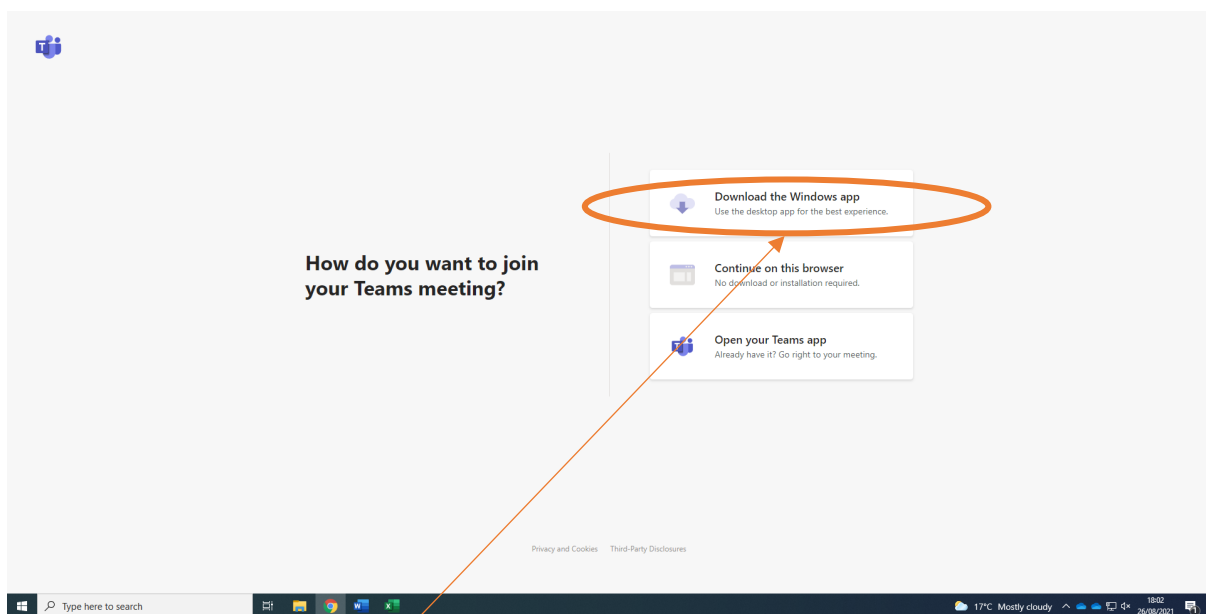 How do you want to join
your Teams meeting?
Download the Windows app
Use the desktop app for the best experience.
Continue on this browser
No download or installation required.
Open your Teams app
Already have it? Go right to your meeting.
Privacy and Cookies Third-Party Disclosures
Type here to search
17°C Mostly cloudy
18:02
26/08/2021